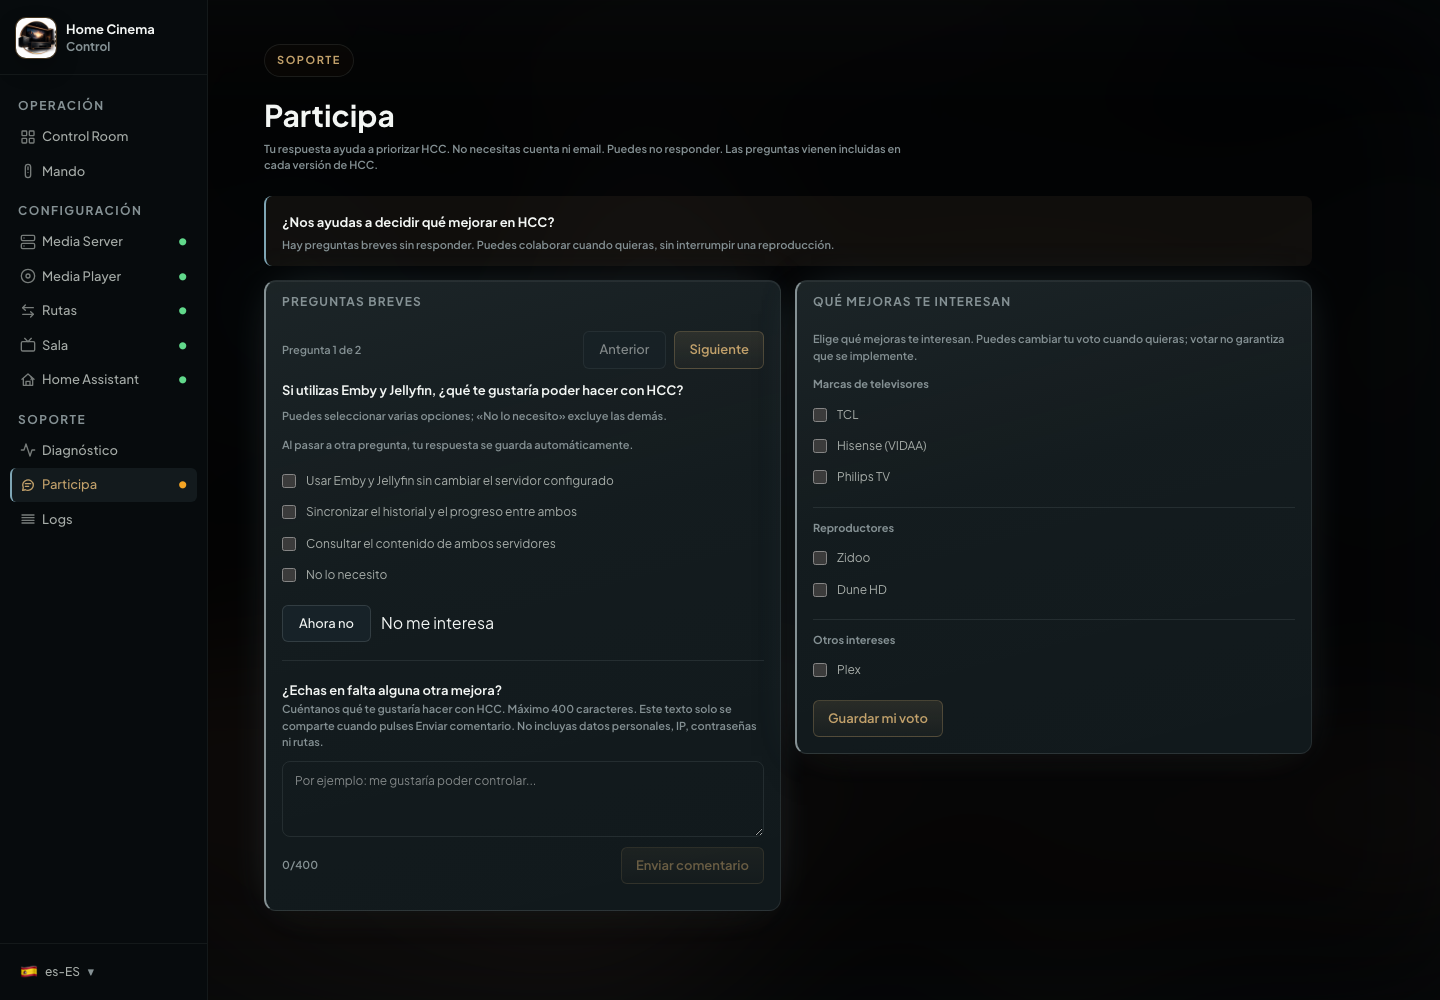 Home Cinema
Control
OPERACIÓN
Control Room
Mando
CONFIGURACIÓN
Media Server
Media Player
Rutas
Sala
Home Assistant
SOPORTE
Diagnóstico
Participa
Logs
es-ES ▾
SOPORTE
Participa
Tu respuesta ayuda a priorizar HCC. No necesitas cuenta ni email. Puedes no responder. Las preguntas vienen incluidas en
cada versión de HCC.
¿Nos ayudas a decidir qué mejorar en HCC?
Hay preguntas breves sin responder. Puedes colaborar cuando quieras, sin interrumpir una reproducción.
PREGUNTAS BREVES
Pregunta 1 de 2
Anterior
Siguiente
Si utilizas Emby y Jellyfin, ¿qué te gustaría poder hacer con HCC?
Puedes seleccionar varias opciones; «No lo necesito» excluye las demás.
Al pasar a otra pregunta, tu respuesta se guarda automáticamente.
Usar Emby y Jellyfin sin cambiar el servidor configurado
Sincronizar el historial y el progreso entre ambos
Consultar el contenido de ambos servidores
No lo necesito
Ahora no
No me interesa
¿Echas en falta alguna otra mejora?
Cuéntanos qué te gustaría hacer con HCC. Máximo 400 caracteres. Este texto solo se
comparte cuando pulses Enviar comentario. No incluyas datos personales, IP, contraseñas
ni rutas.
Por ejemplo: me gustaría poder controlar...
0/400
Enviar comentario
QUÉ MEJORAS TE INTERESAN
Elige qué mejoras te interesan. Puedes cambiar tu voto cuando quieras; votar no garantiza
que se implemente.
Marcas de televisores
TCL
Hisense (VIDAA)
Philips TV
Reproductores
Zidoo
Dune HD
Otros intereses
Plex
Guardar mi voto